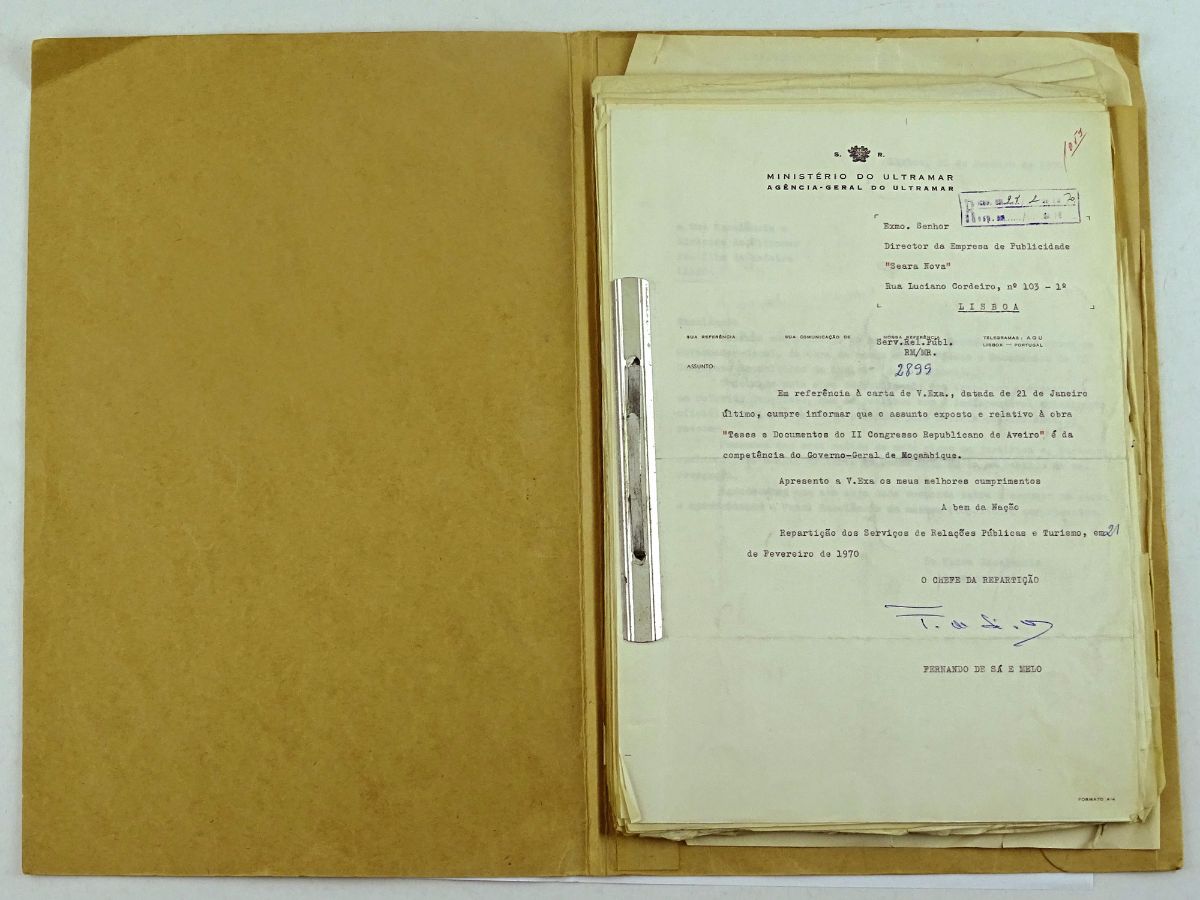 S. R.
MINISTÉRIO DO ULTRAMAR
AGÊNCIA-GERAL DO ULTRAMAR
Exmo. Senhor
Director da Empresa de Publicidade
"Seara Nova"
Rua Luciano Cordeiro, nº 103 - 1º
LISBOA
SUA REFERÊNCIA SUA COMUNICAÇÃO DE NOSSA REFERÊNCIA TELEGRAMAS: AGU
Serv.Rel.Públ. LISBOA — PORTUGAL
RM/MR.
ASSUNTO: 2899
Em referência à carta de V.Exa., datada de 21 de Janeiro
último, cumpre informar que o assunto exposto e relativo à obra
"Teses e Documentos do II Congresso Republicano de Aveiro" é da
competência do Governo-Geral de Moçambique.
Apresento a V.Exa os meus melhores cumprimentos
A bem da Nação
Repartição dos Serviços de Relações Públicas e Turismo, em 21
de Fevereiro de 1970
O CHEFE DA REPARTIÇÃO
FERNANDO DE SÁ E MELO
FORMATO A-4